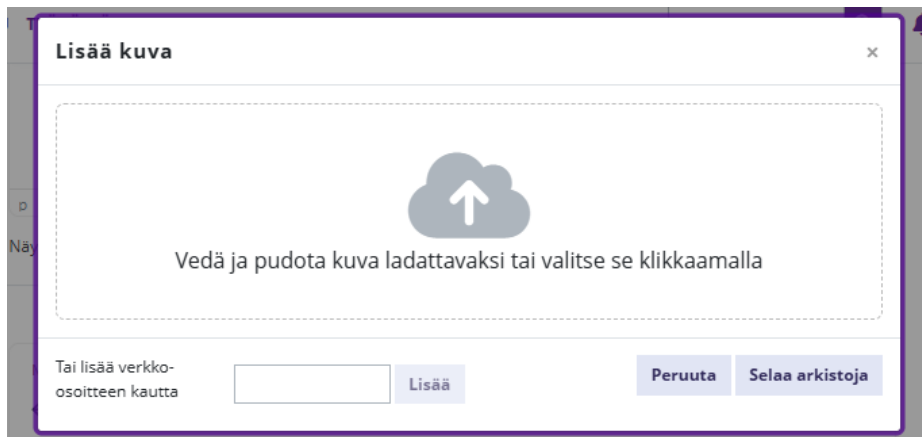 Lisää kuva
×
p
Näy
Vedä ja pudota kuva ladattavaksi tai valitse se klikkaamalla
Tai lisää verkko-
osoitteen kautta
Lisää
Peruuta
Selaa arkistoja